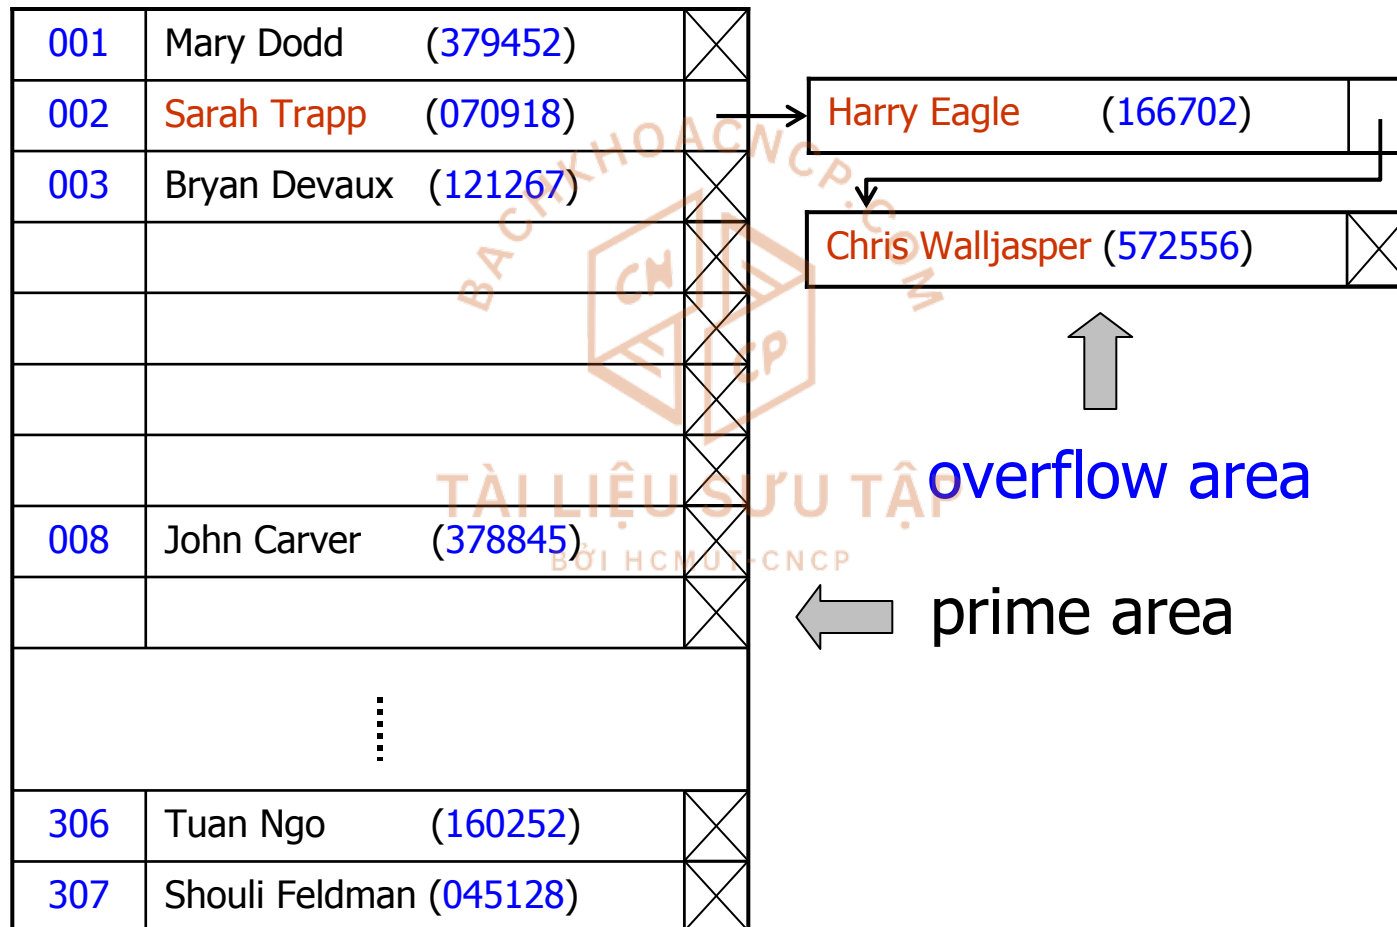 001 Mary Dodd (379452)
002 Sarah Trapp (070918)
Harry Eagle (166702)
003 Bryan Devaux (121267)
Chris Walljasper (572556)
BACHKHOACNCP.COM
CN
CP
overflow area
TÀI LIỆU SƯU TẬP
008 John Carver (378845)
BỞI HCMUT-CNCP
prime area
306 Tuan Ngo (160252)
307 Shouli Feldman (045128)